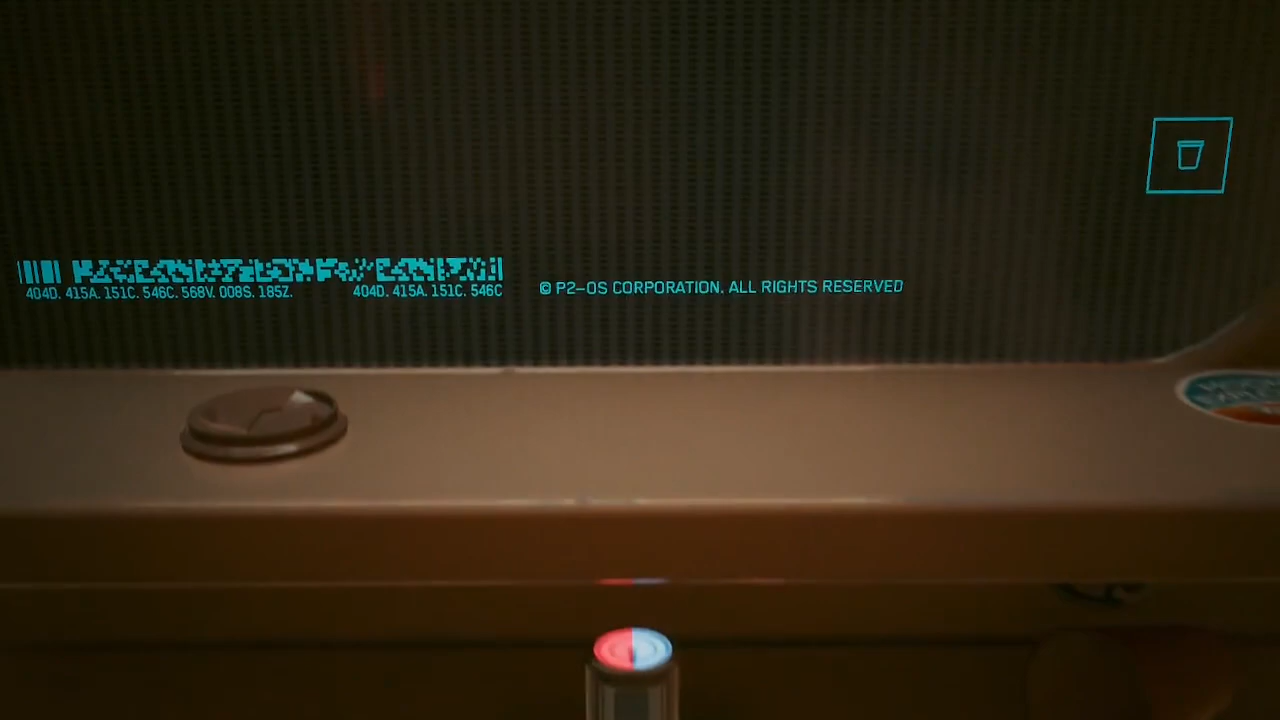 404D. 415A. 151C. 546C. 568V. 008S. 185Z.
404D. 415A. 151C. 546C
© P2-OS CORPORATION. ALL RIGHTS RESERVED